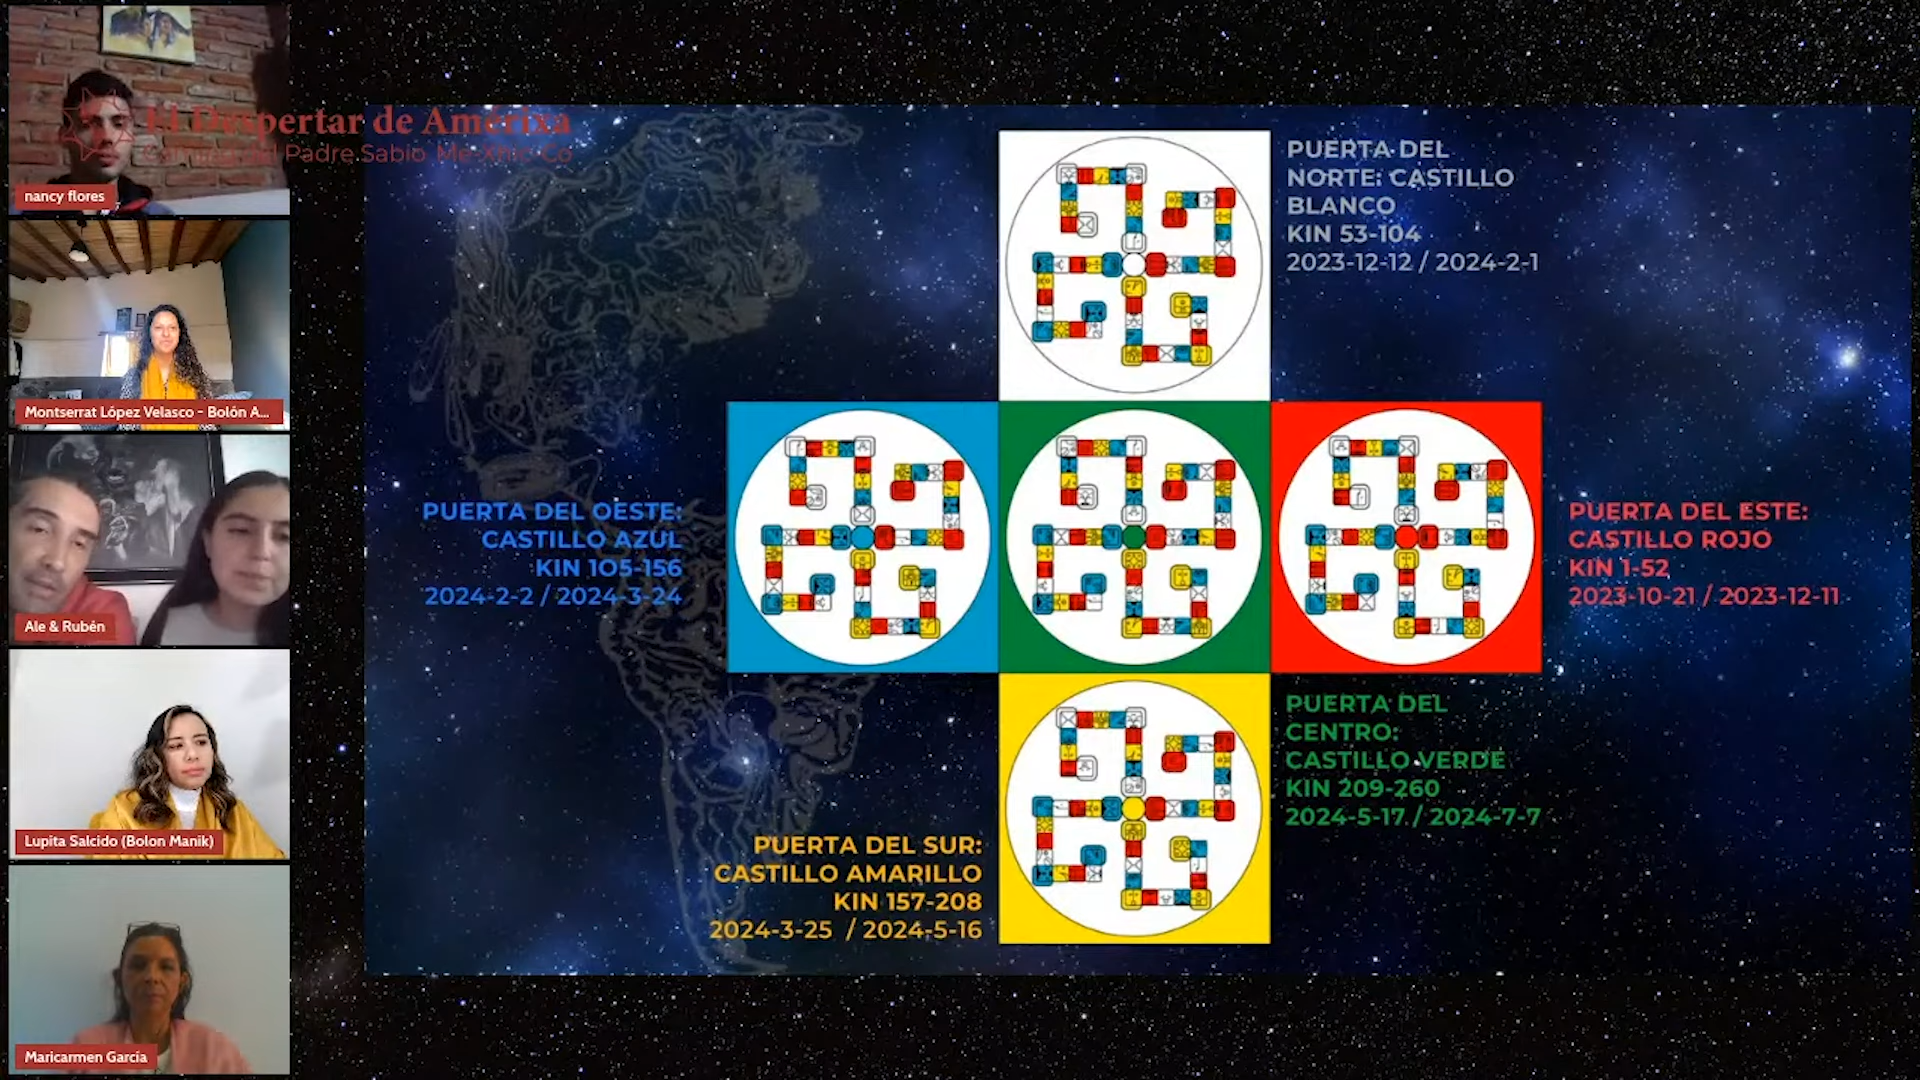 El Despertar de Amérixa
del Padre Sabio Me-Xhic-Co
nancy flores
Montserrat López Velasco - Bolón A...
Ale & Rubén
Lupita Salcido (Bolon Manik)
Maricarmen García
PUERTA DEL
NORTE: CASTILLO
BLANCO
KIN 53-104
2023-12-12 / 2024-2-1
PUERTA DEL OESTE:
CASTILLO AZUL
KIN 105-156
2024-2-2 / 2024-3-24
PUERTA DEL ESTE:
CASTILLO ROJO
KIN 1-52
2023-10-21 / 2023-12-11
PUERTA DEL
CENTRO:
CASTILLO VERDE
KIN 209-260
2024-5-17 / 2024-7-7
PUERTA DEL SUR:
CASTILLO AMARILLO
KIN 157-208
2024-3-25 / 2024-5-16